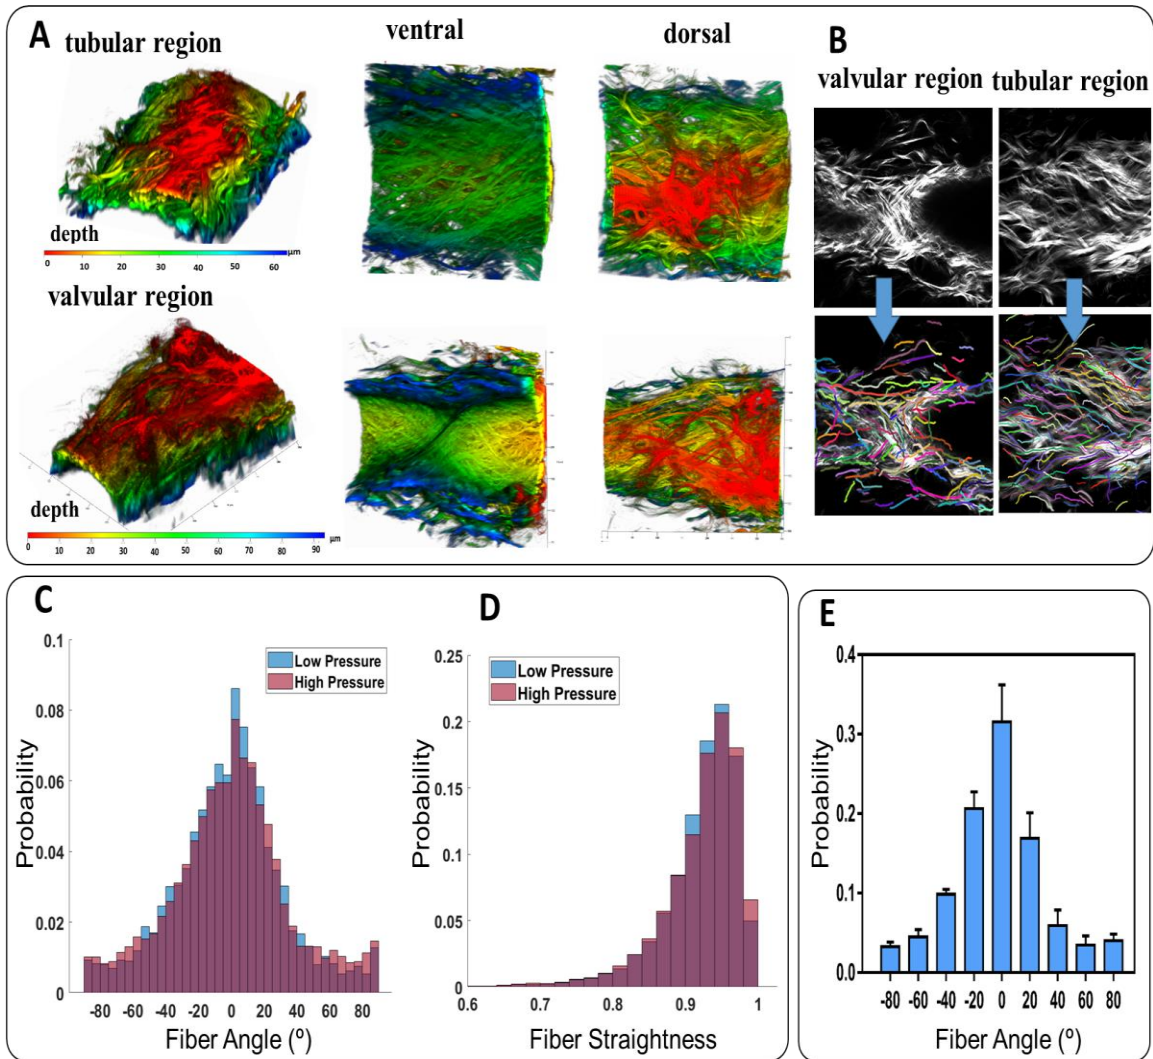 A
tubular region
ventral
dorsal
depth
μm
0 10 20 30 40 50 60
valvular region
depth
μm
0 10 20 30 40 50 60 70 80 90
B
valvular region tubular region
C
Low Pressure
High Pressure
0.1
0.08
0.06
0.04
0.02
0
Probability
-80 -60 -40 -20 0 20 40 60 80
Fiber Angle (º)
D
Low Pressure
High Pressure
0.25
0.2
0.15
0.1
0.05
0
Probability
0.6 0.7 0.8 0.9 1
Fiber Straightness
E
0.4
0.3
0.2
0.1
0.0
Probability
-80 -60 -40 -20 0 20 40 60 80
Fiber Angle (º)